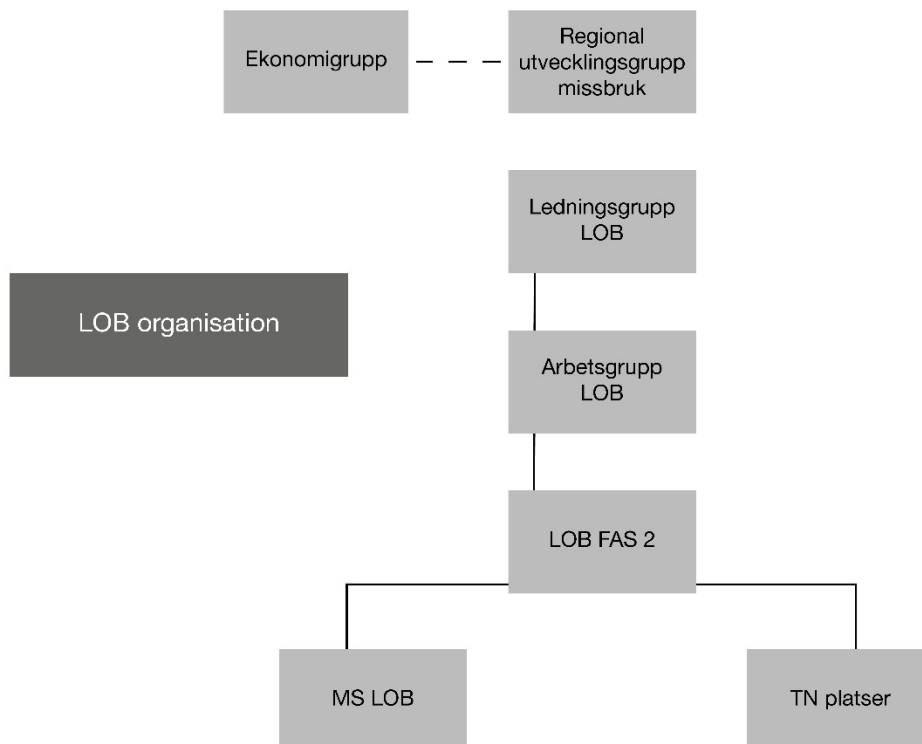 Ekonomigrupp
Regional
utvecklingsgrupp
missbruk
Ledningsgrupp
LOB
LOB organisation
Arbetsgrupp
LOB
LOB FAS 2
MS LOB
TN platser